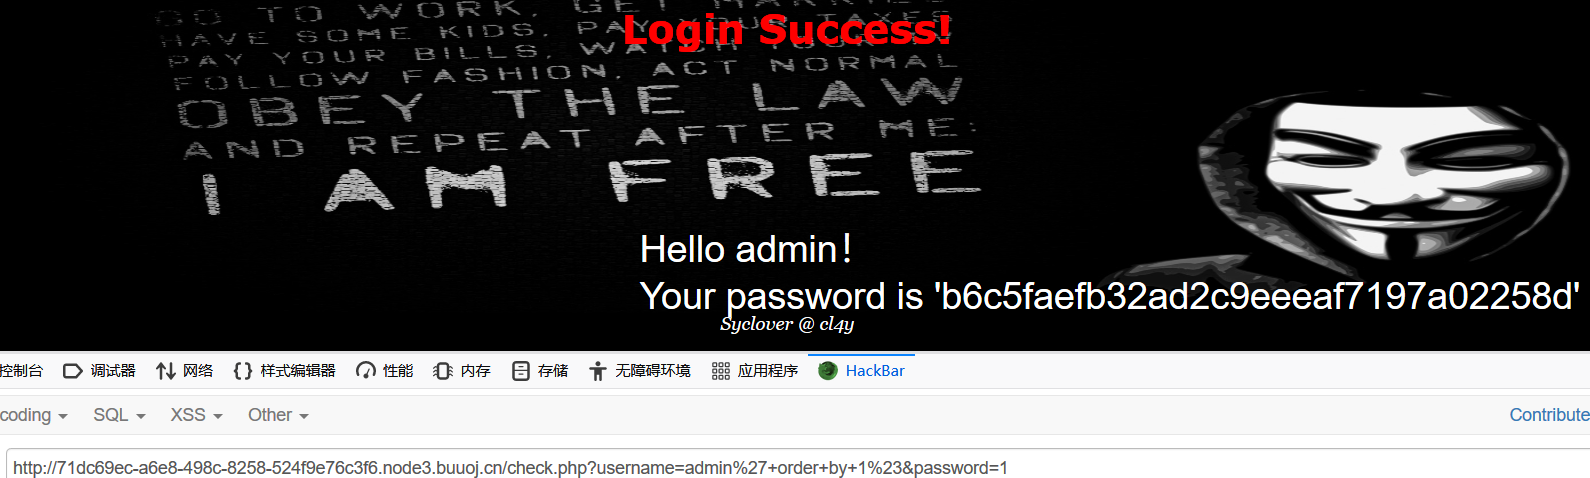 GO TO WORK, GET MARRIED
HAVE SOME KIDS, PAY YOUR TAXES
Login Success!
PAY YOUR BILLS, WATCH YOUR
FOLLOW FASHION, ACT NORMAL
OBEY THE LAW
AND REPEAT AFTER ME:
I AM FREE
Hello admin！
Your password is 'b6c5faefb32ad2c9eeeaf7197a02258d'
Syclover @ cl4y
控制台 调试器 网络 样式编辑器 性能 内存 存储 无障碍环境 应用程序 HackBar
coding SQL XSS Other Contribute
http://71dc69ec-a6e8-498c-8258-524f9e76c3f6.node3.buuoj.cn/check.php?username=admin%27+order+by+1%23&password=1